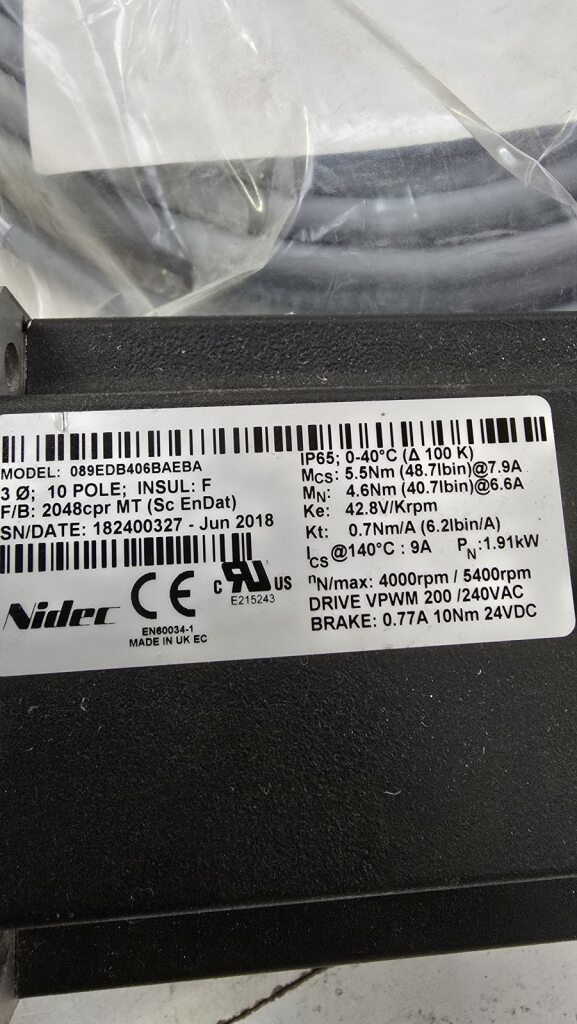 MODEL: 089EDB406BAEBA
3 Ø; 10 POLE; INSUL: F
F/B: 2048cpr MT (Sc EnDat)
SN/DATE: 182400327 - Jun 2018
Nidec
CE
EN60034-1
MADE IN UK EC
c RU US
E215243
IP65; 0-40°C (Δ 100 K)
MCS: 5.5Nm (48.7lbin)@7.9A
MN: 4.6Nm (40.7lbin)@6.6A
Ke: 42.8V/Krpm
Kt: 0.7Nm/A (6.2lbin/A)
ICS@140°C : 9A PN:1.91kW
nN/max: 4000rpm / 5400rpm
DRIVE VPWM 200 /240VAC
BRAKE: 0.77A 10Nm 24VDC